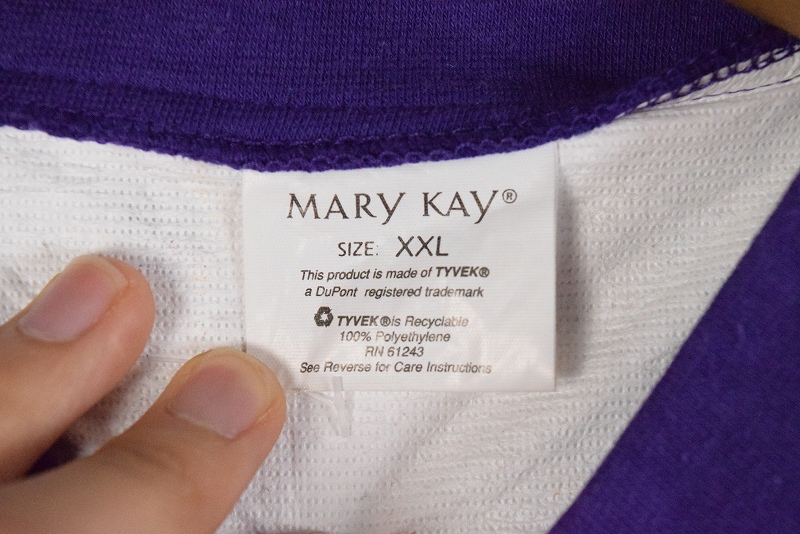 MARY KAY®
SIZE: XXL
This product is made of TYVEK®
a DuPont registered trademark
♻ TYVEK® is Recyclable
100% Polyethylene
RN 61243
See Reverse for Care Instructions